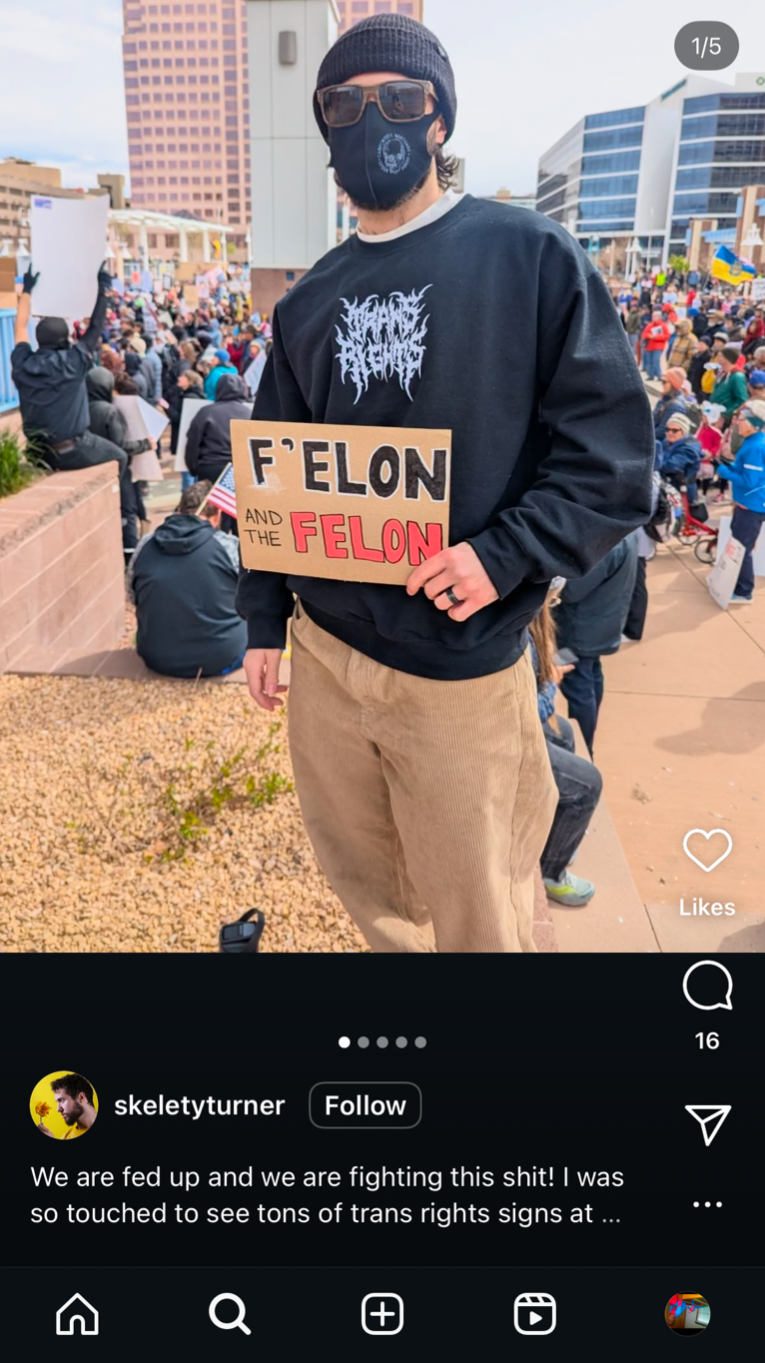 1/5
TRANS
RIGHTS
F'ELON
AND
THE FELON
Likes
16
skeletyturner Follow
We are fed up and we are fighting this shit! I was
so touched to see tons of trans rights signs at ...